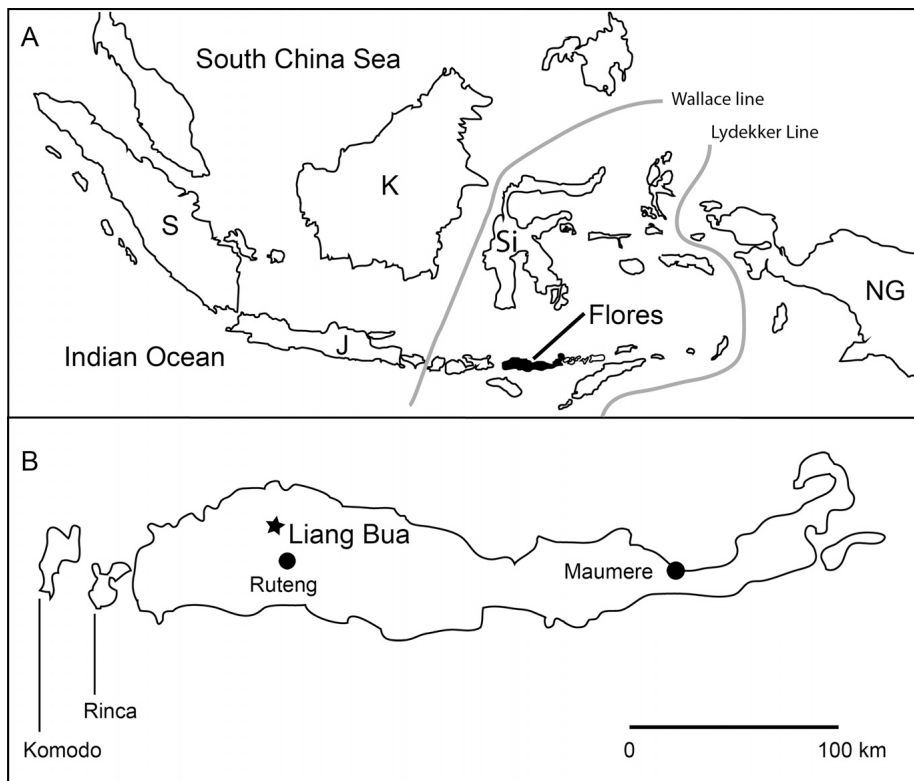 A
South China Sea
Wallace line
Lydekker Line
K
S
Si
NG
Flores
J
Indian Ocean
B
Liang Bua
Ruteng
Maumere
Rinca
Komodo
0 100 km